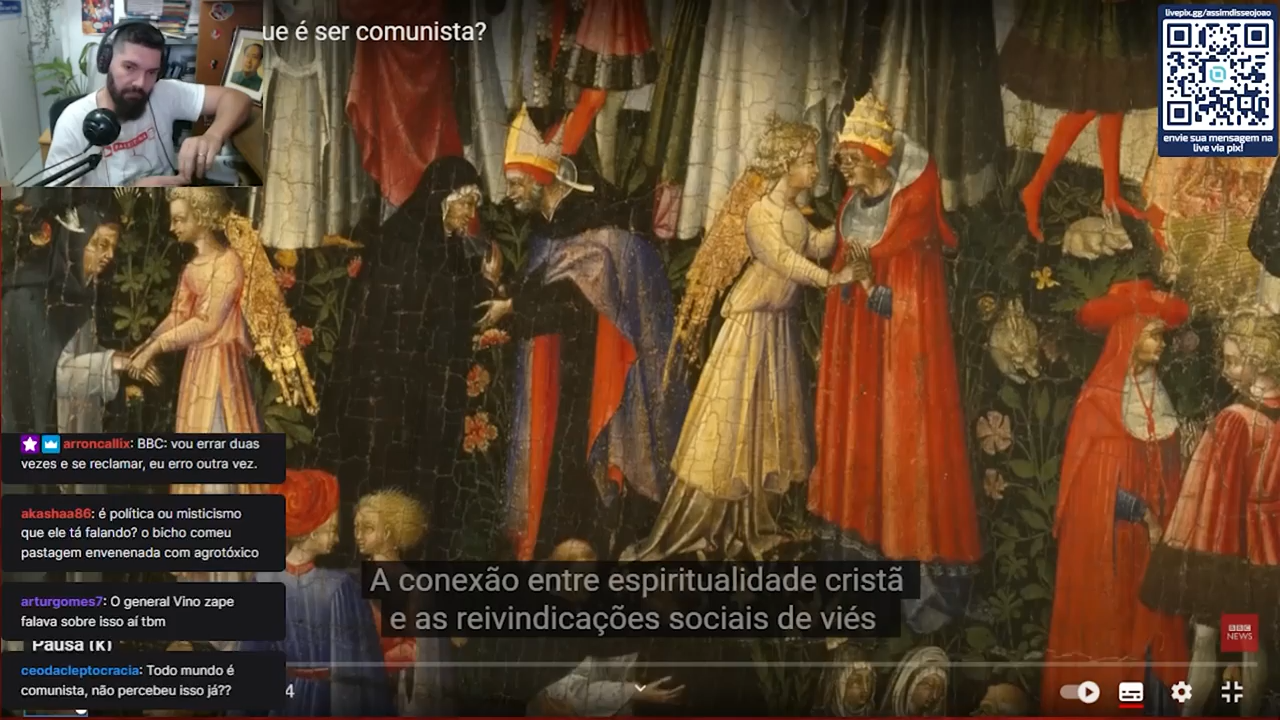 ue é ser comunista?
livepix.gg/assimdisseojoao
envie sua mensagem na
live via pix!
arroncallix: BBC: vou errar duas
vezes e se reclamar, eu erro outra vez.
akashaa86: é política ou misticismo
que ele tá falando? o bicho comeu
pastagem envenenada com agrotóxico
arturgomes7: O general Vino zape
falava sobre isso aí tbm
Pausa (k)
ceodacleptocracia: Todo mundo é
comunista, não percebeu isso já??
A conexão entre espiritualidade cristã
e as reivindicações sociais de viés
BBC
NEWS
4